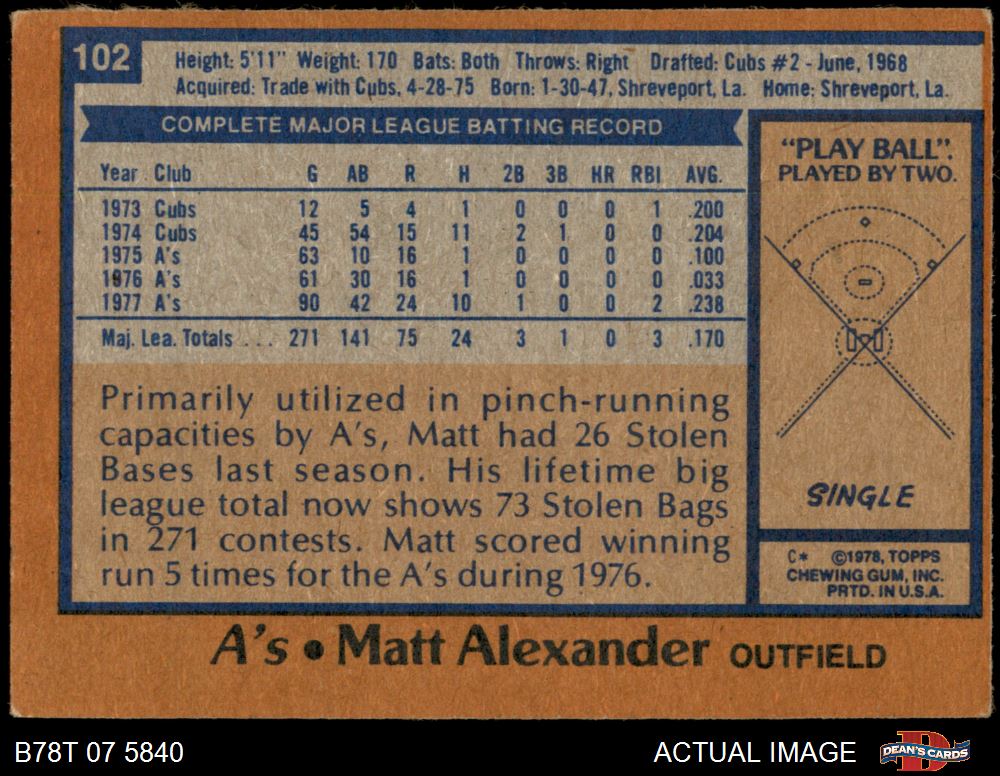 102
Height: 5'11" Weight: 170 Bats: Both Throws: Right Drafted: Cubs #2 - June, 1968
Acquired: Trade with Cubs, 4-28-75 Born: 1-30-47, Shreveport, La. Home: Shreveport, La.
COMPLETE MAJOR LEAGUE BATTING RECORD
Year Club G AB R H 2B 3B HR RBI AVG.
1973 Cubs 12 5 4 1 0 0 0 1 .200
1974 Cubs 45 54 15 11 2 1 0 0 .204
1975 A's 63 10 16 1 0 0 0 0 .100
1976 A's 61 30 16 1 0 0 0 0 .033
1977 A's 90 42 24 10 1 0 0 2 .238
Maj. Lea. Totals . . . 271 141 75 24 3 1 0 3 .170
Primarily utilized in pinch-running
capacities by A's, Matt had 26 Stolen
Bases last season. His lifetime big
league total now shows 73 Stolen Bags
in 271 contests. Matt scored winning
run 5 times for the A's during 1976.
"PLAY BALL".
PLAYED BY TWO.
SINGLE
C* ©1978, TOPPS
CHEWING GUM, INC.
PRTD. IN U.S.A.
A's • Matt Alexander OUTFIELD
B78T 07 5840
ACTUAL IMAGE
DEAN'S CARDS